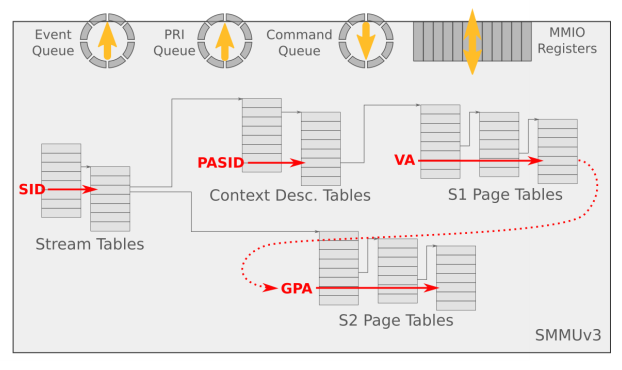 Event
Queue
PRI
Queue
Command
Queue
MMIO
Registers
PASID
VA
SID
Context Desc. Tables
S1 Page Tables
Stream Tables
GPA
S2 Page Tables
SMMUv3